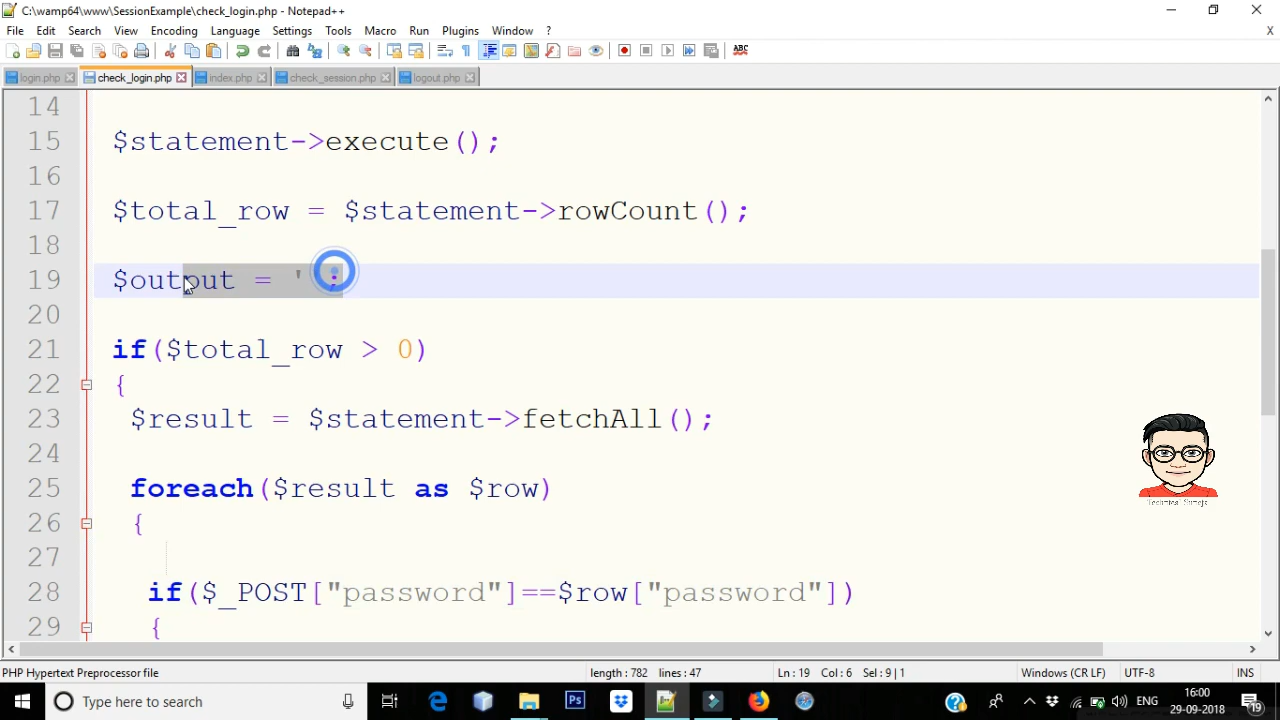 C:\wamp64\www\SessionExample\check_login.php - Notepad++
File Edit Search View Encoding Language Settings Tools Macro Run Plugins Window ? X
ABC
login.php check_login.php index.php check_session.php logout.php
14
15 $statement->execute();
16
17 $total_row = $statement->rowCount();
18
19 $output = ' ;
20
21 if($total_row > 0)
22 {
23 $result = $statement->fetchAll();
24
25 foreach($result as $row)
26 {
27
28 if($_POST["password"]==$row["password"])
29 {
PHP Hypertext Preprocessor file length : 782 lines : 47 Ln : 19 Col : 6 Sel : 9 | 1 Windows (CR LF) UTF-8 INS
Type here to search
Ps
ENG
16:00
29-09-2018
19